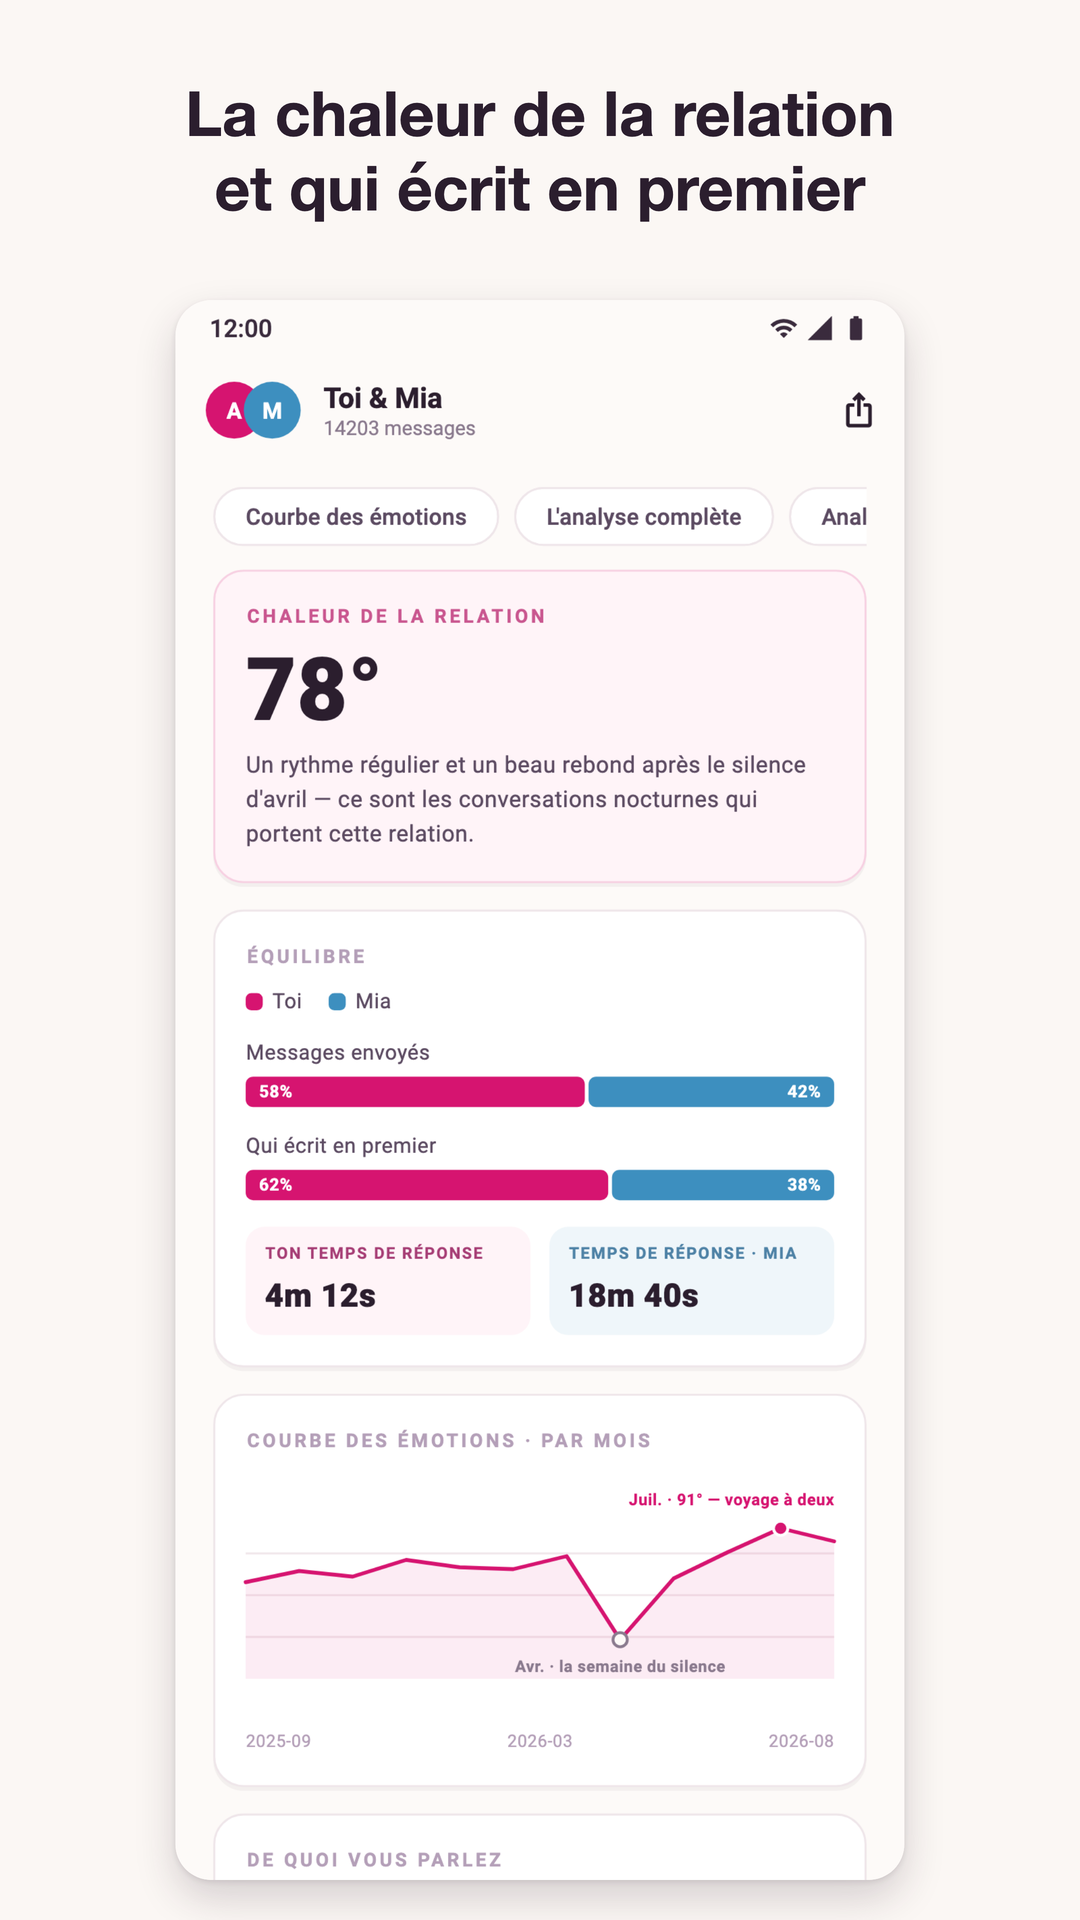 La chaleur de la relation
et qui écrit en premier
12:00
A M
Toi & Mia
14203 messages
Courbe des émotions
L'analyse complète
Anal
CHALEUR DE LA RELATION
78°
Un rythme régulier et un beau rebond après le silence
d'avril — ce sont les conversations nocturnes qui
portent cette relation.
ÉQUILIBRE
Toi Mia
Messages envoyés
58% 42%
Qui écrit en premier
62% 38%
TON TEMPS DE RÉPONSE
4m 12s
TEMPS DE RÉPONSE · MIA
18m 40s
COURBE DES ÉMOTIONS · PAR MOIS
Juil. · 91° — voyage à deux
Avr. · la semaine du silence
2025-09 2026-03 2026-08
DE QUOI VOUS PARLEZ